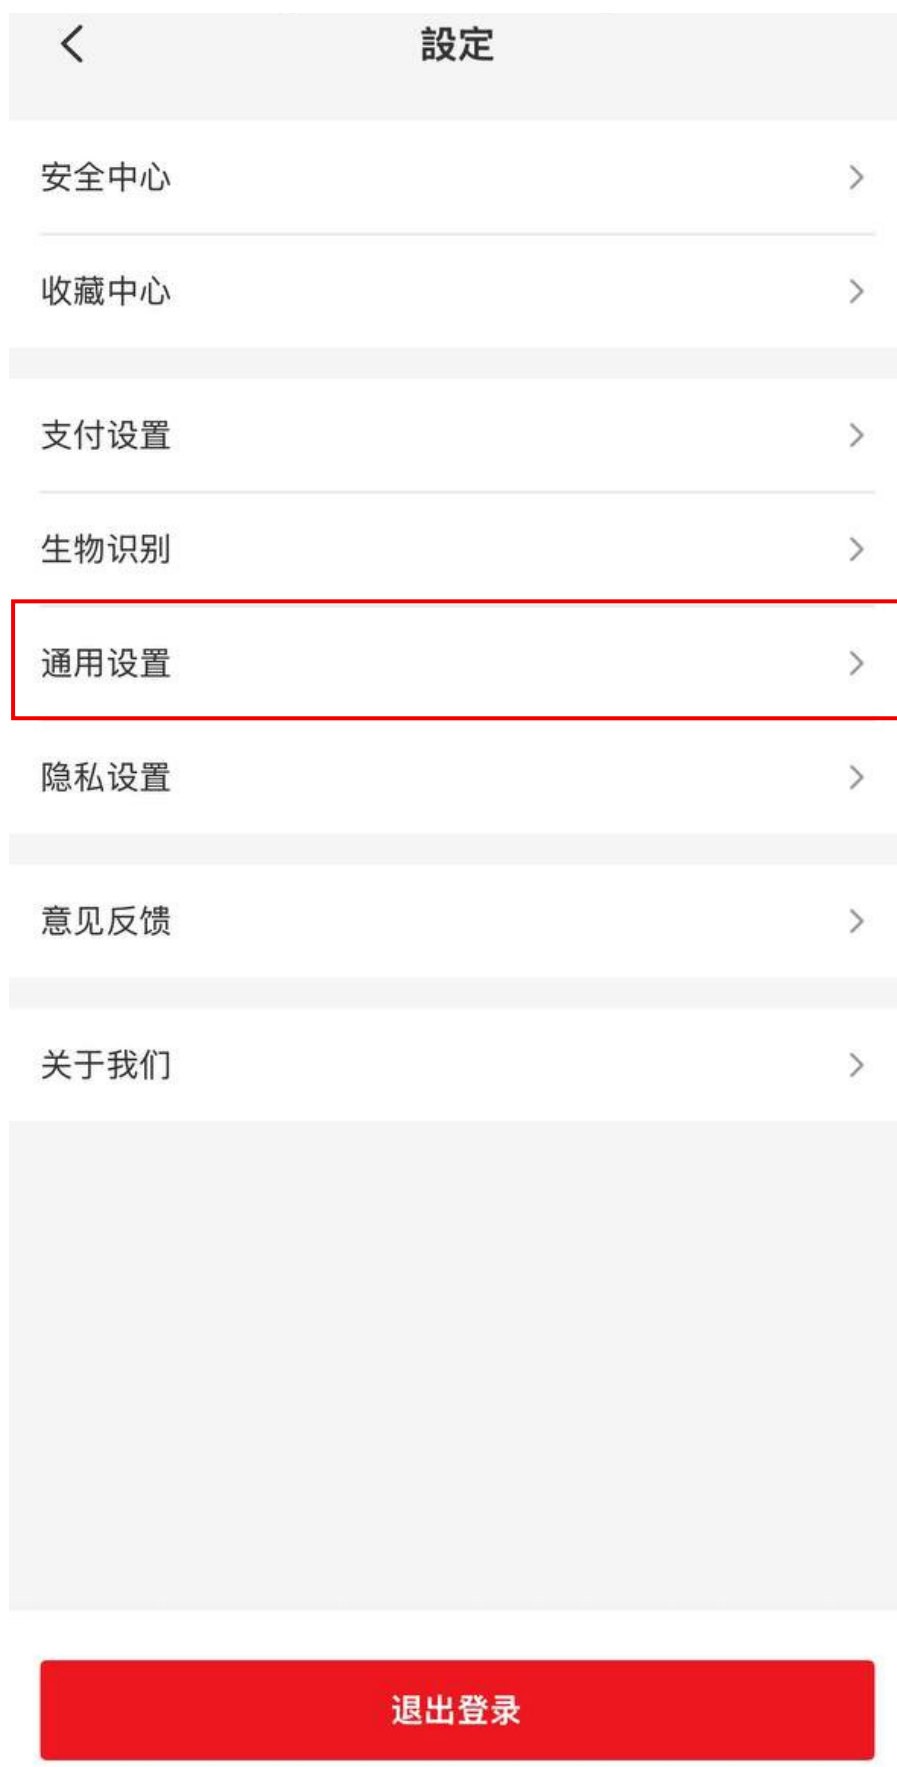 設定
安全中心
收藏中心
支付设置
生物识别
通用设置
隐私设置
意见反馈
关于我们
退出登录